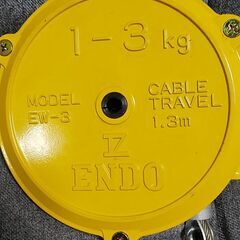 1-3 kg
MODEL
EW-3
CABLE
TRAVEL
1.3m
ENDO